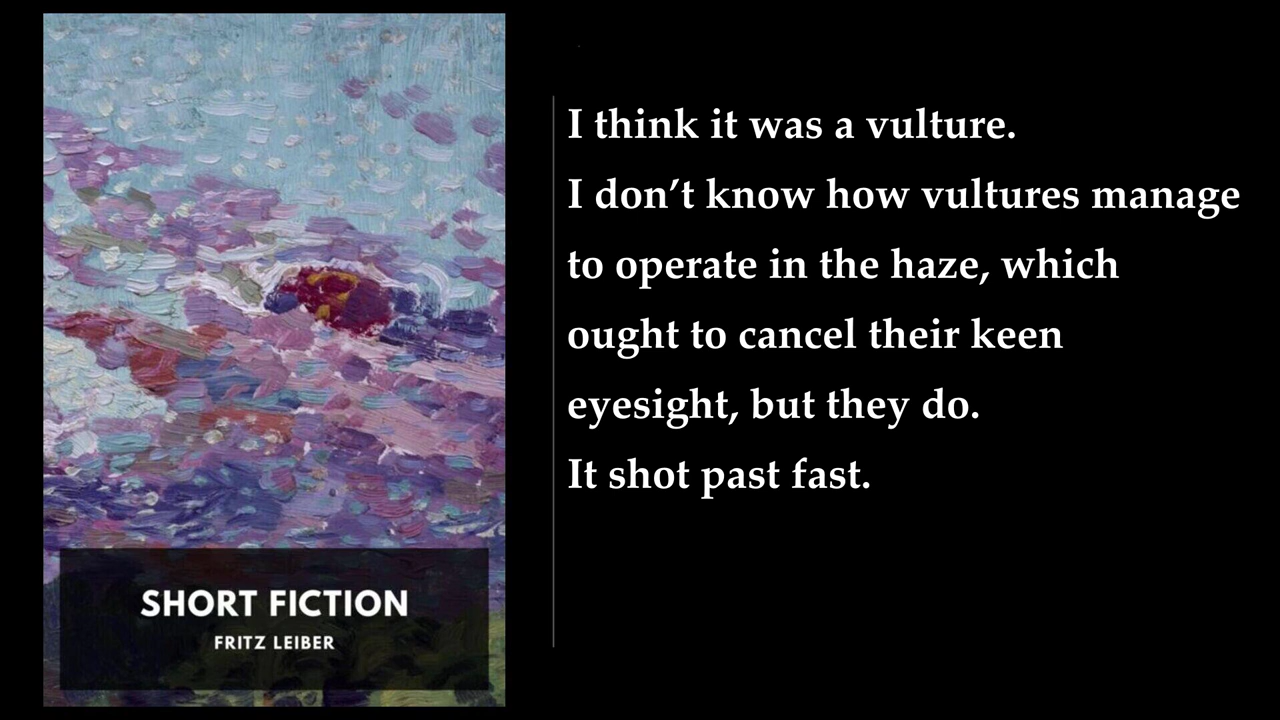 I think it was a vulture.
I don’t know how vultures manage
to operate in the haze, which
ought to cancel their keen
eyesight, but they do.
It shot past fast.
SHORT FICTION
FRITZ LEIBER